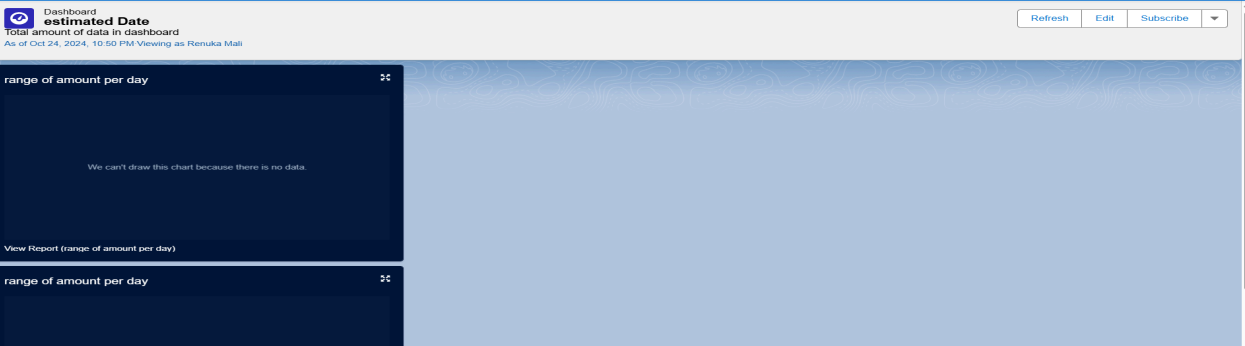 Dashboard
estimated Date
Total amount of data in dashboard
As of Oct 24, 2024, 10:50 PM·Viewing as Renuka Mali
Refresh Edit Subscribe
range of amount per day
We can't draw this chart because there is no data.
View Report (range of amount per day)
range of amount per day